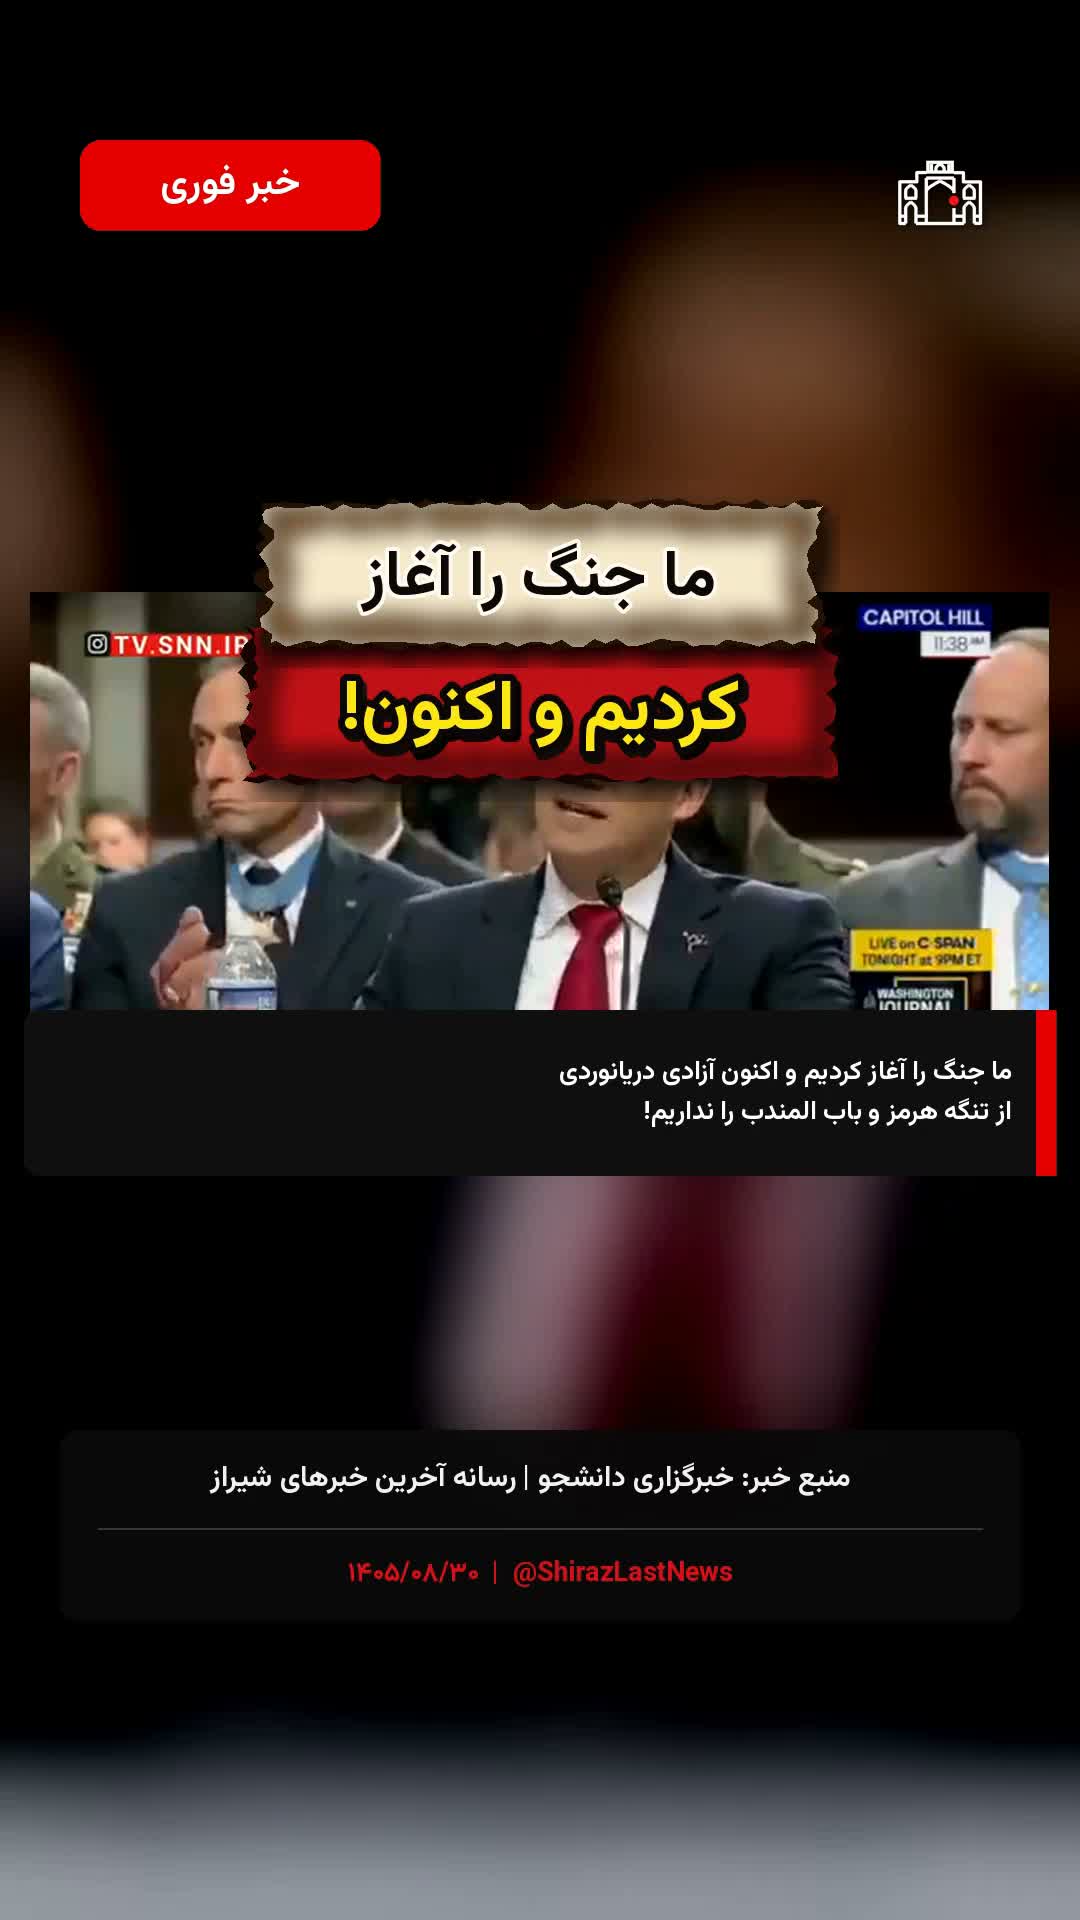 خبر فوری
ما جنگ را آغاز
کردیم و اکنون!
TV.SNN.IR
CAPITOL HILL
11:38 AM
LIVE on C-SPAN
TONIGHT at 9PM ET
WASHINGTON
JOURNAL
ما جنگ را آغاز کردیم و اکنون آزادی دریانوردی
از تنگه هرمز و باب المندب را نداریم!
منبع خبر: خبرگزاری دانشجو | رسانه آخرین خبرهای شیراز
۱۴۰۵/۰۸/۳۰ | @ShirazLastNews